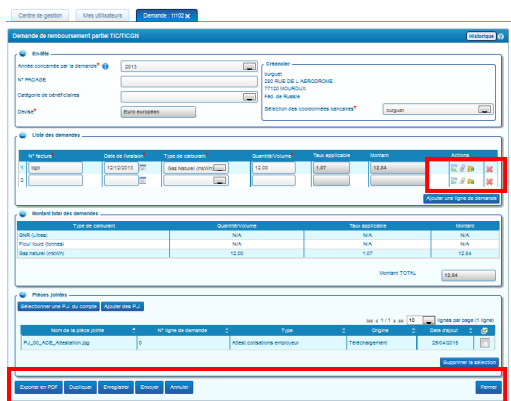 Centre de gestion Mes utilisateurs Demande : 11102 x
Demande de remboursement partiel TIC/TICGN Historique
En-tête
Année concernée par la demande* 2013
N° PACAGE
Catégorie de bénéficiaires
Devise* Euro européen
Créancier
burguet
290 RUE DE L AERODROME
77120 MOUROUX
Féd. de Russie
Sélection des coordonnées bancaires* burguet
Liste des demandes
N° facture Date de livraison Type de carburant Quantité/Volume Taux applicable Montant Actions
1 12/12/2013 Gaz Naturel (mkWh) 12.00 1.07 12.84
2
Ajouter une ligne de demande
Montant total des demandes
Type de carburant Quantité/Volume Taux applicable Montant
GNR (Litres) N/A N/A N/A
Fioul lourd (tonnes) N/A N/A N/A
Gaz naturel (mkWh) 12.00 1.07 12.84
Montant TOTAL 12.84
Pièces jointes
Sélectionner une P.J. du compte Ajouter des P.J.
1 / 1 10 lignes par page (1 ligne)
Nom de la pièce jointe N° ligne de demande Type Origine Date d'ajout
PJ_00_ACE_Attestation.jpg 0 Attest.cotisations employeur Téléchargement 29/04/2015
Supprimer la sélection
Exporter en PDF Dupliquer Enregistrer Envoyer Annuler Fermer